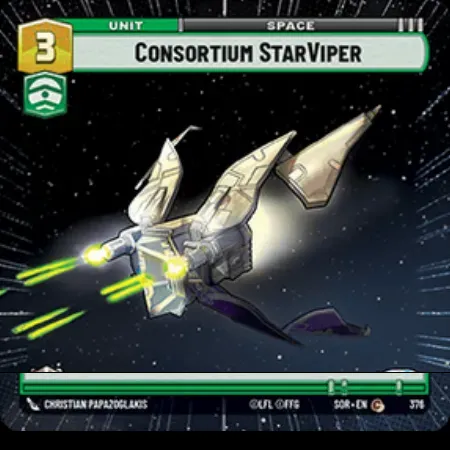 UNIT SPACE
3 CONSORTIUM STARVIPER
CHRISTIAN PAPAZOGLAKIS ©LFL ©FFG SOR • EN C 376